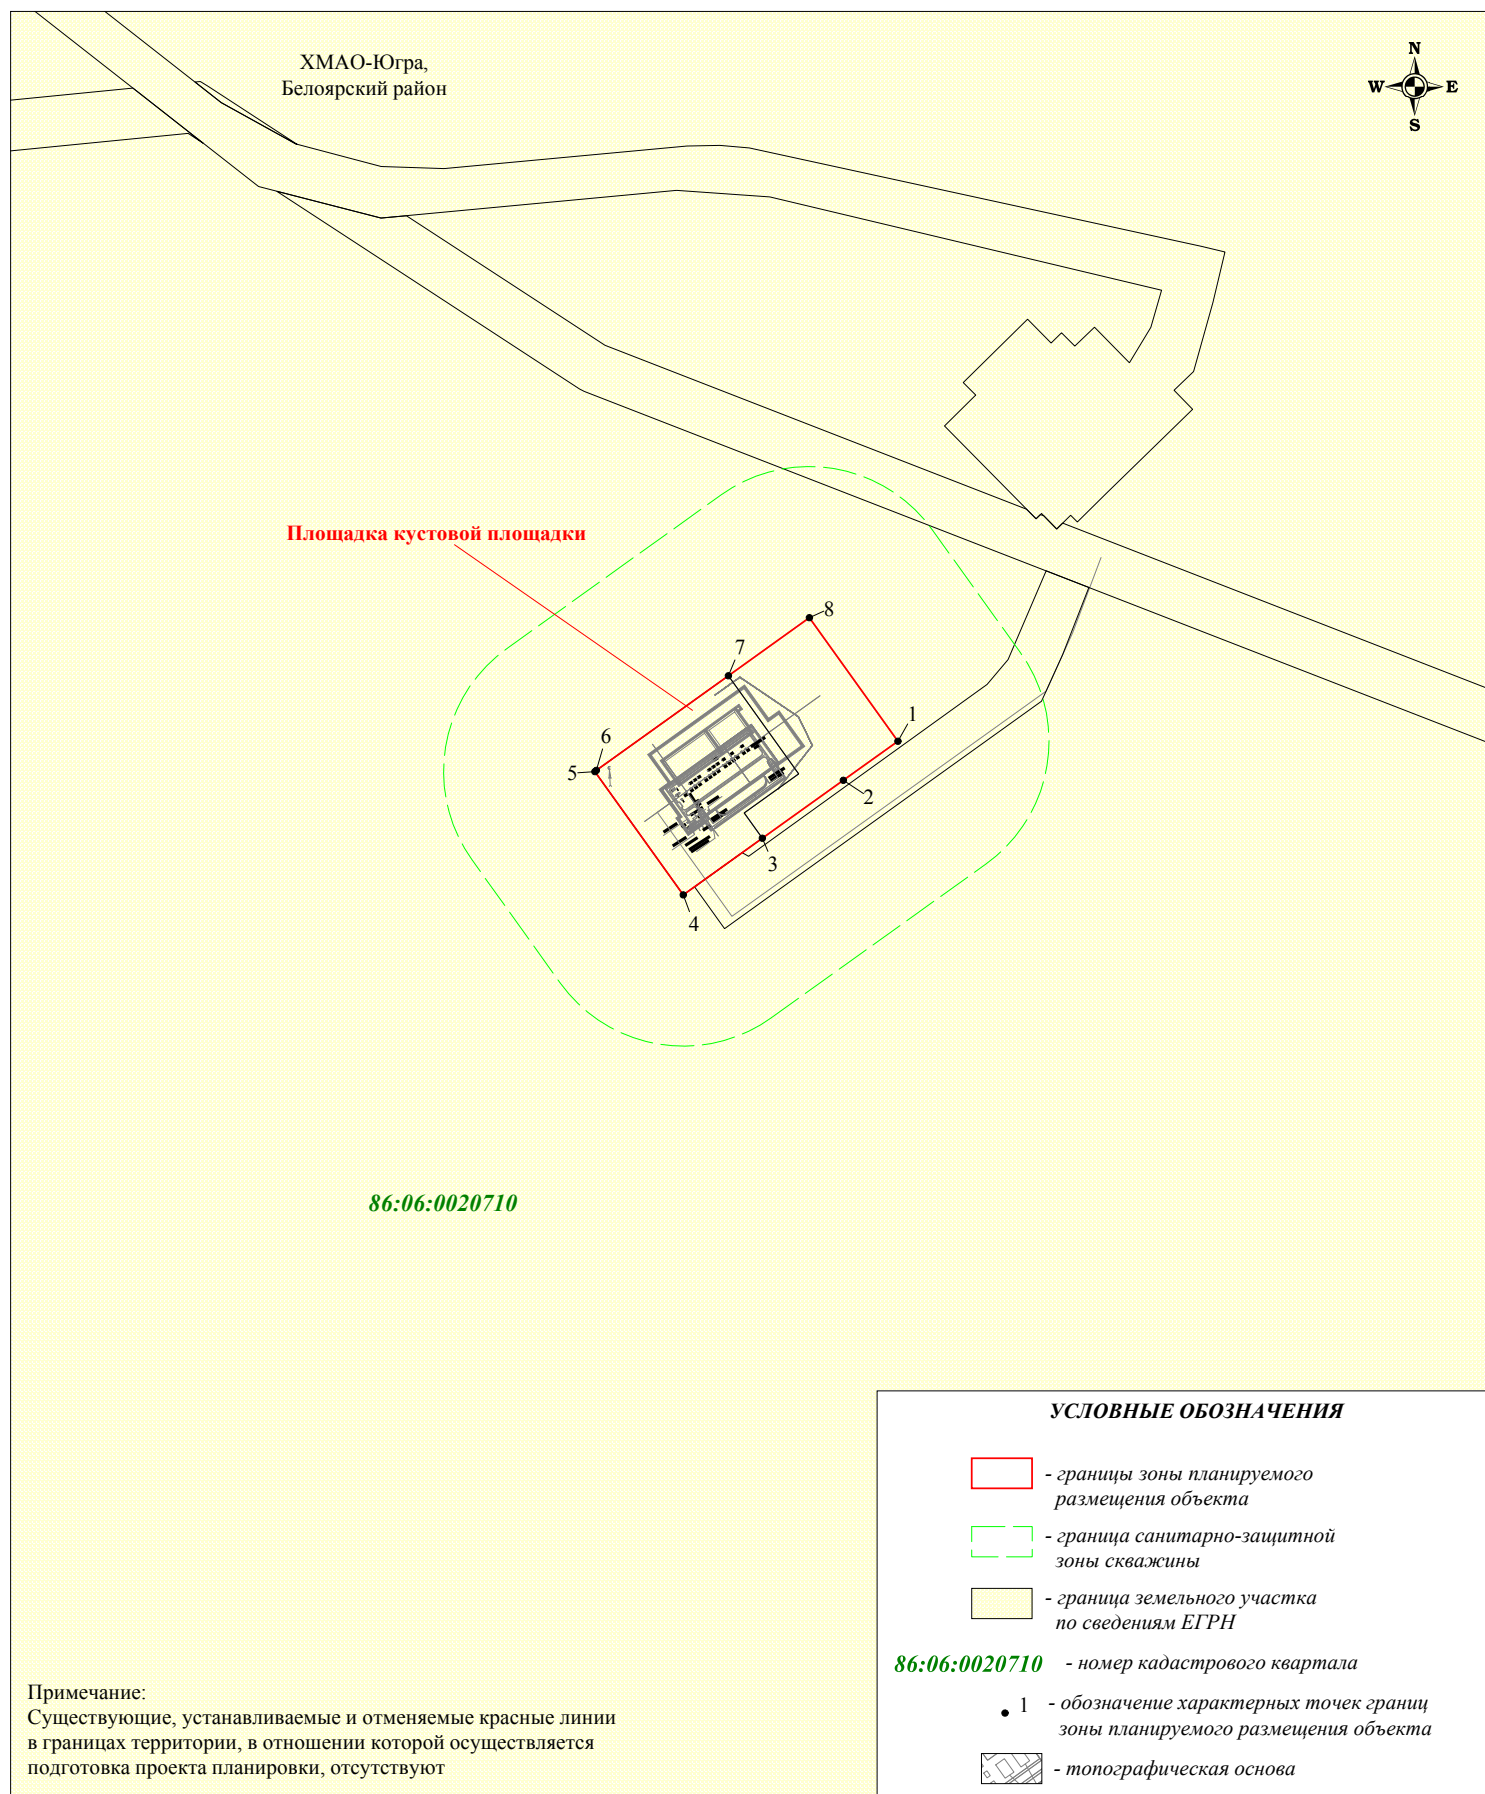 ХМАО-Югра,
Белоярский район
N
W E
S
Площадка кустовой площадки
8
7
1
6
5
2
3
4
86:06:0020710
УСЛОВНЫЕ ОБОЗНАЧЕНИЯ
- границы зоны планируемого
размещения объекта
- граница санитарно-защитной
зоны скважины
- граница земельного участка
по сведениям ЕГРН
86:06:0020710 - номер кадастрового квартала
1 - обозначение характерных точек границ
зоны планируемого размещения объекта
- топографическая основа
Примечание:
Существующие, устанавливаемые и отменяемые красные линии
в границах территории, в отношении которой осуществляется
подготовка проекта планировки, отсутствуют